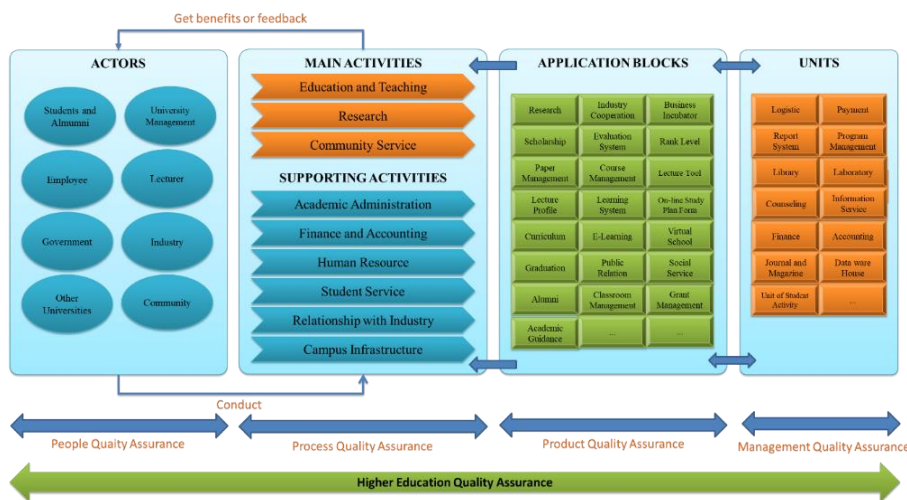 Get benefits or feedback
ACTORS
Students and
Almumni
University
Management
Employee
Lecturer
Government
Industry
Other
Universities
Community
MAIN ACTIVITIES
Education and Teaching
Research
Community Service
SUPPORTING ACTIVITIES
Academic Administration
Finance and Accounting
Human Resource
Student Service
Relationship with Industry
Campus Infrastructure
APPLICATION BLOCKS
Research
Industry
Cooperation
Business
Incubator
Scholarship
Evaluation
System
Rank Level
Paper
Management
Course
Management
Lecture Tool
Lecture
Profile
Learning
System
On-line Study
Plan Form
Curriculum
E-Learning
Virtual
School
Graduation
Public
Relation
Social
Service
Alumni
Classroom
Management
Grant
Management
Academic
Guidance
...
...
UNITS
Logistic
Payment
Report
System
Program
Management
Library
Laboratory
Counseling
Information
Service
Finance
Accounting
Journal and
Magazine
Data ware
House
Unit of Student
Activity
...
Conduct
People Quaity Assurance
Process Quality Assurance
Product Quality Assurance
Management Quality Assurance
Higher Education Quality Assurance